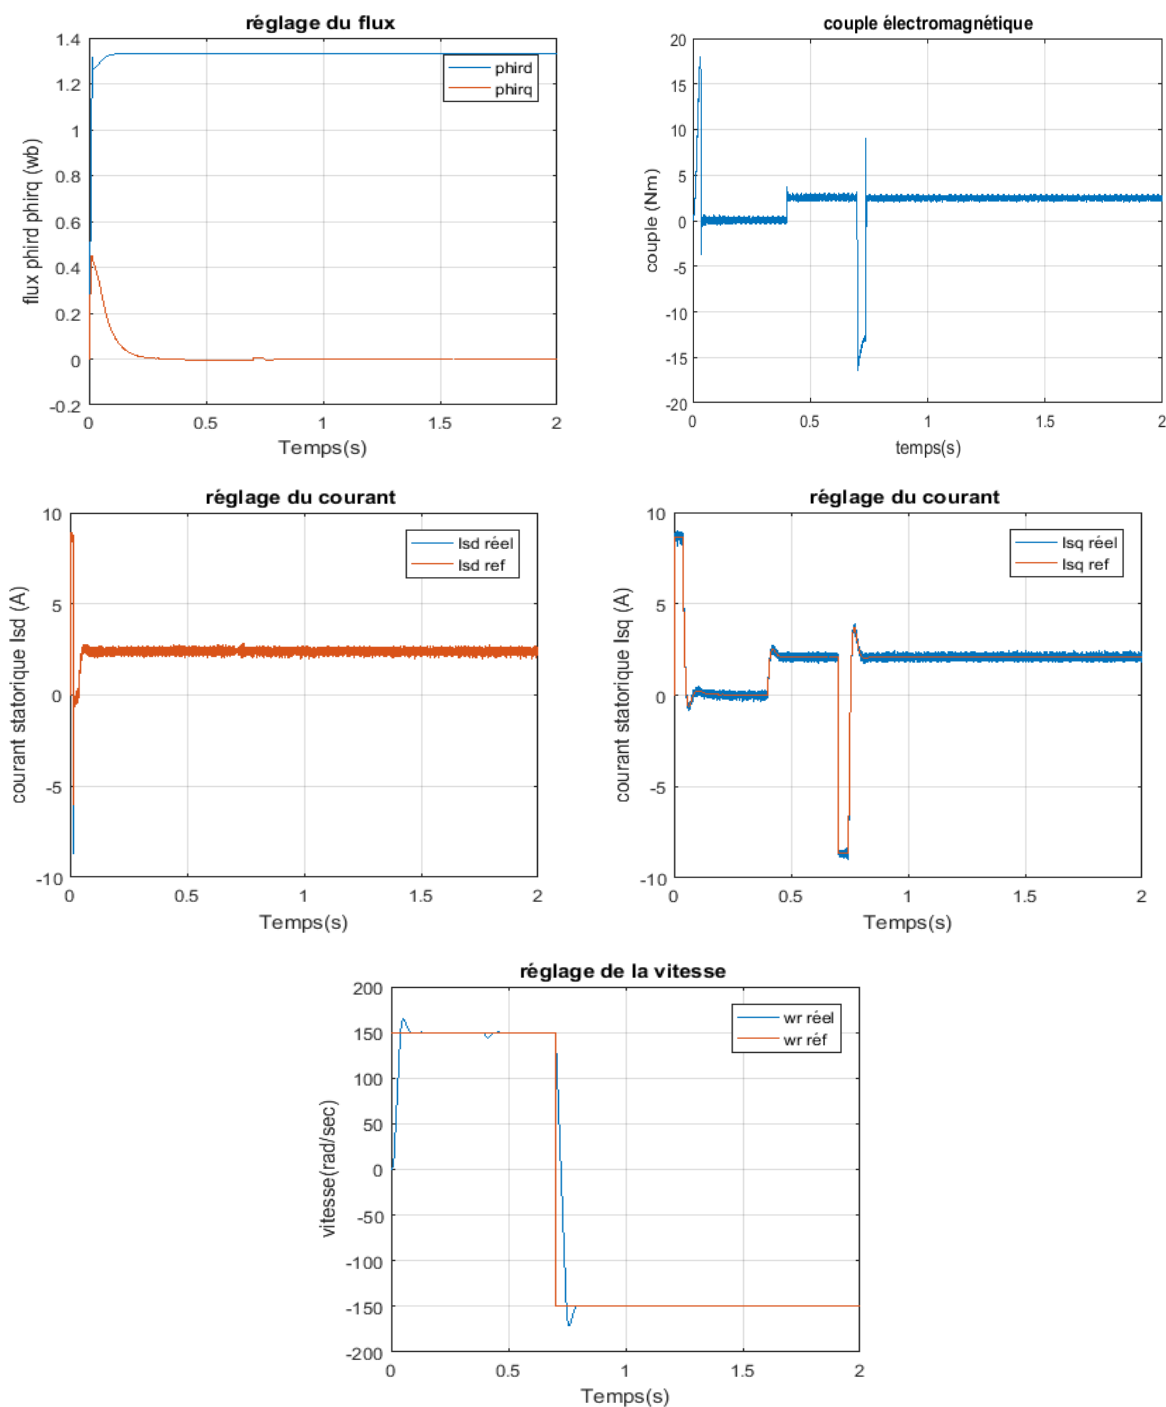 réglage du flux
1.4
1.2
1
0.8
0.6
0.4
0.2
0
-0.2
flux phird phirq (wb)
phird
phirq
0 0.5 1 1.5 2
Temps(s)
couple électromagnétique
20
15
10
5
0
-5
-10
-15
-20
couple (Nm)
0 0.5 1 1.5 2
temps(s)
réglage du courant
10
5
0
-5
-10
courant statorique Isd (A)
Isd réel
Isd ref
0 0.5 1 1.5 2
Temps(s)
réglage du courant
10
5
0
-5
-10
courant statorique Isq (A)
Isq réel
Isq ref
0 0.5 1 1.5 2
Temps(s)
réglage de la vitesse
200
150
100
50
0
-50
-100
-150
-200
vitesse(rad/sec)
wr réel
wr réf
0 0.5 1 1.5 2
Temps(s)